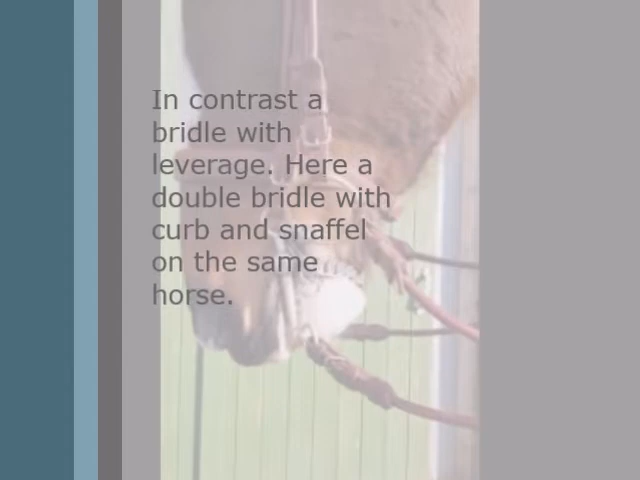 In contrast a
bridle with
leverage. Here a
double bridle with
curb and snaffel
on the same
horse.